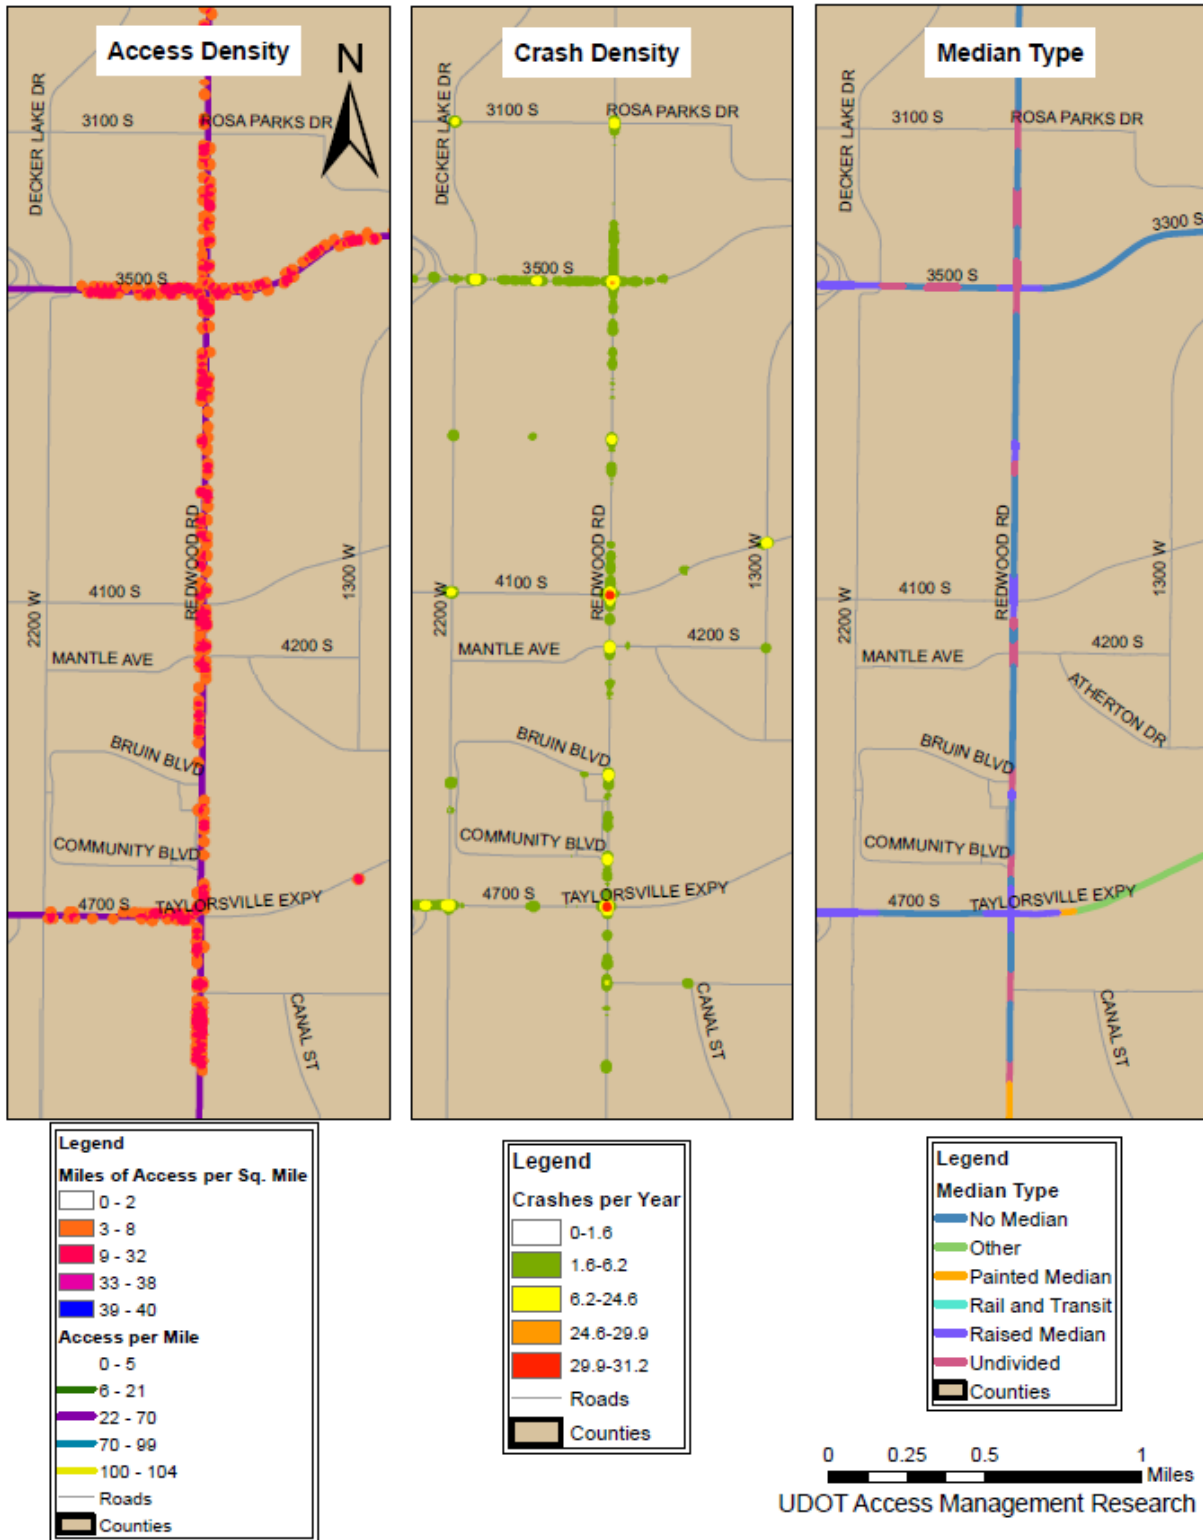 Access Density
N
DECKER LAKE DR
3100 S
ROSA PARKS DR
3500 S
REDWOOD RD
1300 W
4100 S
2200 W
MANTLE AVE
4200 S
BRUIN BLVD
COMMUNITY BLVD
4700 S
TAYLORSVILLE EXPY
CANAL ST
Legend
Miles of Access per Sq. Mile
0 - 2
3 - 8
9 - 32
33 - 38
39 - 40
Access per Mile
0 - 5
6 - 21
22 - 70
70 - 99
100 - 104
Roads
Counties
Crash Density
DECKER LAKE DR
3100 S
ROSA PARKS DR
3500 S
REDWOOD RD
1300 W
4100 S
2200 W
MANTLE AVE
4200 S
BRUIN BLVD
COMMUNITY BLVD
4700 S
TAYLORSVILLE EXPY
CANAL ST
Legend
Crashes per Year
0-1.6
1.6-6.2
6.2-24.6
24.6-29.9
29.9-31.2
Roads
Counties
Median Type
DECKER LAKE DR
3100 S
ROSA PARKS DR
3300 S
3500 S
REDWOOD RD
1300 W
4100 S
2200 W
MANTLE AVE
4200 S
ATHERTON DR
BRUIN BLVD
COMMUNITY BLVD
4700 S
TAYLORSVILLE EXPY
CANAL ST
Legend
Median Type
No Median
Other
Painted Median
Rail and Transit
Raised Median
Undivided
Counties
0 0.25 0.5 1
Miles
UDOT Access Management Research